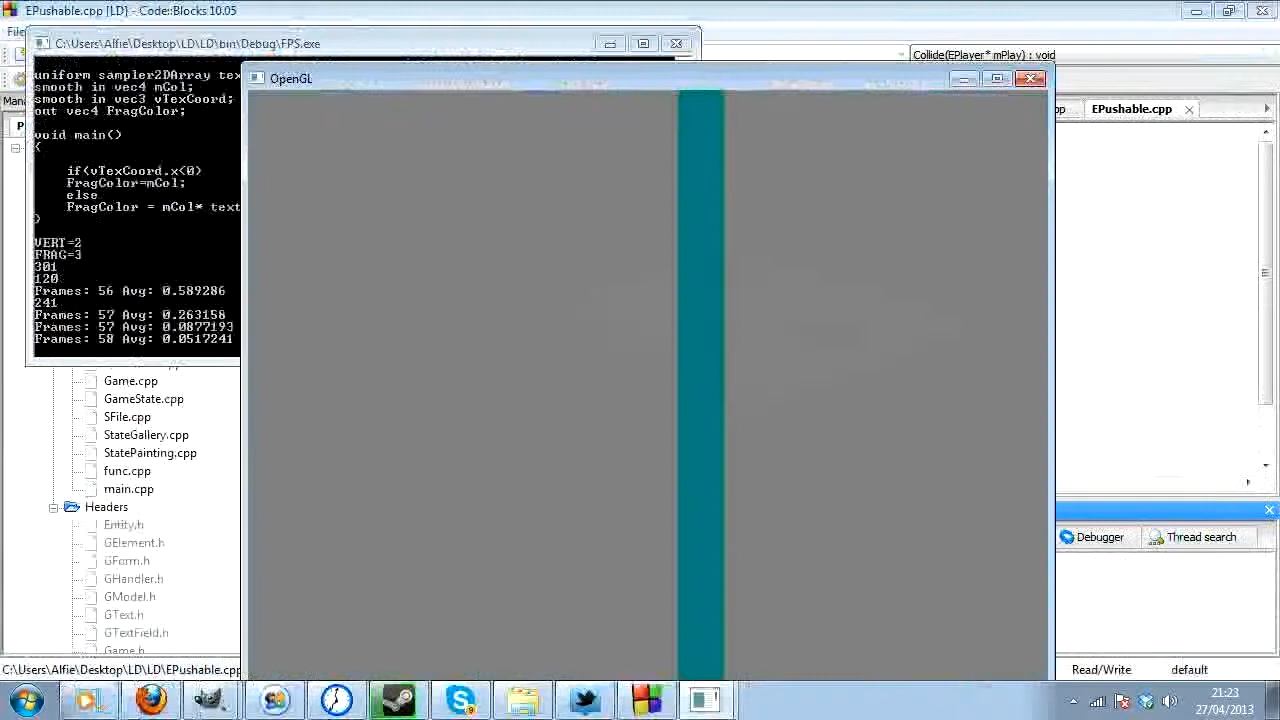 EPushable.cpp [LD] - Code::Blocks 10.05
C:\Users\Alfie\Desktop\LD\LD\bin\Debug\FPS.exe
Collide(EPlayer * mPlay) : void
OpenGL
EPushable.cpp
uniform sampler2DArray tex
smooth in vec4 mCol;
smooth in vec3 vTexCoord;
out vec4 FragColor;
void main()
{
if(vTexCoord.x<0)
FragColor=mCol;
else
FragColor = mCol* text
}
VERT=2
FRAG=3
301
120
Frames: 56 Avg: 0.589286
241
Frames: 57 Avg: 0.263158
Frames: 57 Avg: 0.0877193
Frames: 58 Avg: 0.0517241
Game.cpp
GameState.cpp
SFile.cpp
StateGallery.cpp
StatePainting.cpp
func.cpp
main.cpp
Headers
Entity.h
GElement.h
GForm.h
GHandler.h
GModel.h
GText.h
GTextField.h
Game.h
Debugger
Thread search
C:\Users\Alfie\Desktop\LD\LD\EPushable.cpp
Read/Write
default
21:23
27/04/2013